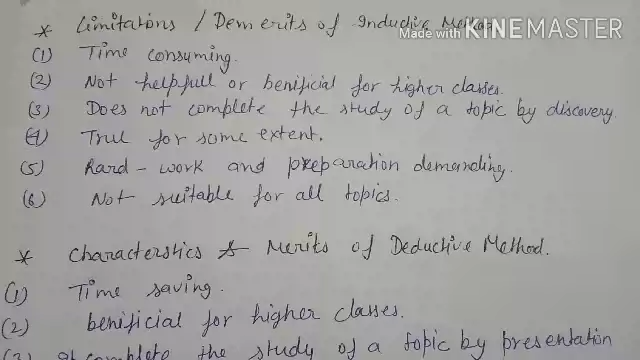 * Limitations / Demerits of Inductive Method
Made with KINEMASTER
(1) Time consuming.
(2) Not helpfull or benificial for higher classes.
(3) Does not complete the study of a topic by discovery.
(4) True for some extent.
(5) Hard-work and preparation demanding.
(6) Not suitable for all topics.
* Characterstics & Merits of Deductive Method.
(1) Time saving.
(2) benificial for higher classes.
(3) It complete the study of a topic by presentation